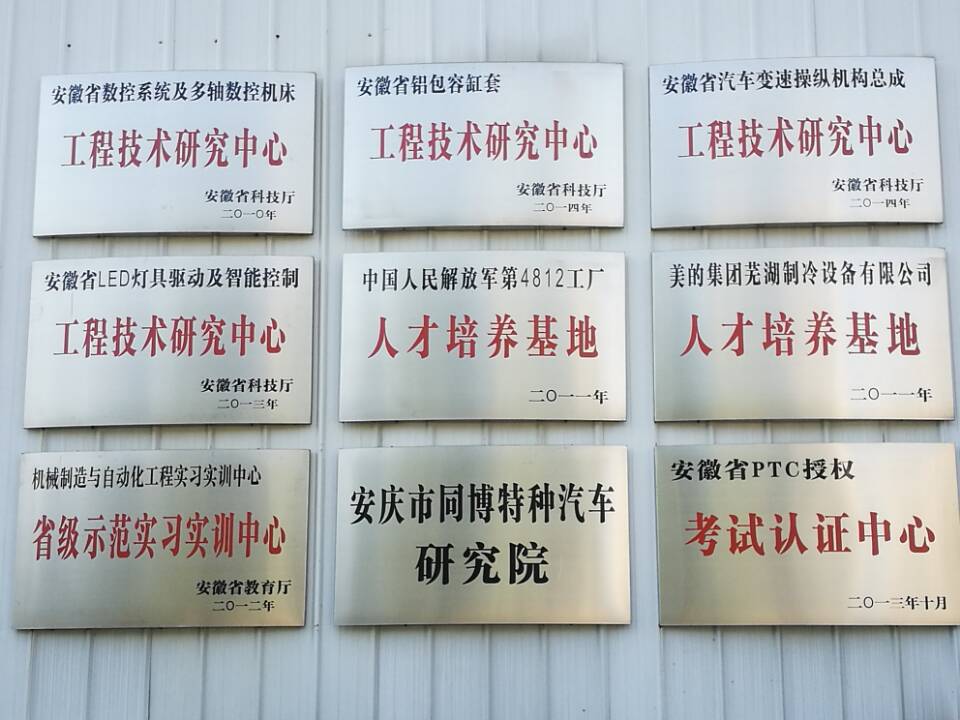 安徽省数控系统及多轴数控机床
工程技术研究中心
安徽省科技厅
二〇一〇年
安徽省铝包容缸套
工程技术研究中心
安徽省科技厅
二〇一四年
安徽省汽车变速操纵机构总成
工程技术研究中心
安徽省科技厅
二〇一四年
安徽省LED灯具驱动及智能控制
工程技术研究中心
安徽省科技厅
二〇一三年
中国人民解放军第4812工厂
人才培养基地
二〇一一年
美的集团芜湖制冷设备有限公司
人才培养基地
二〇一一年
机械制造与自动化工程实习实训中心
省级示范实习实训中心
安徽省教育厅
二〇一二年
安庆市同博特种汽车
研究院
安徽省PTC授权
考试认证中心
二〇一三年十月